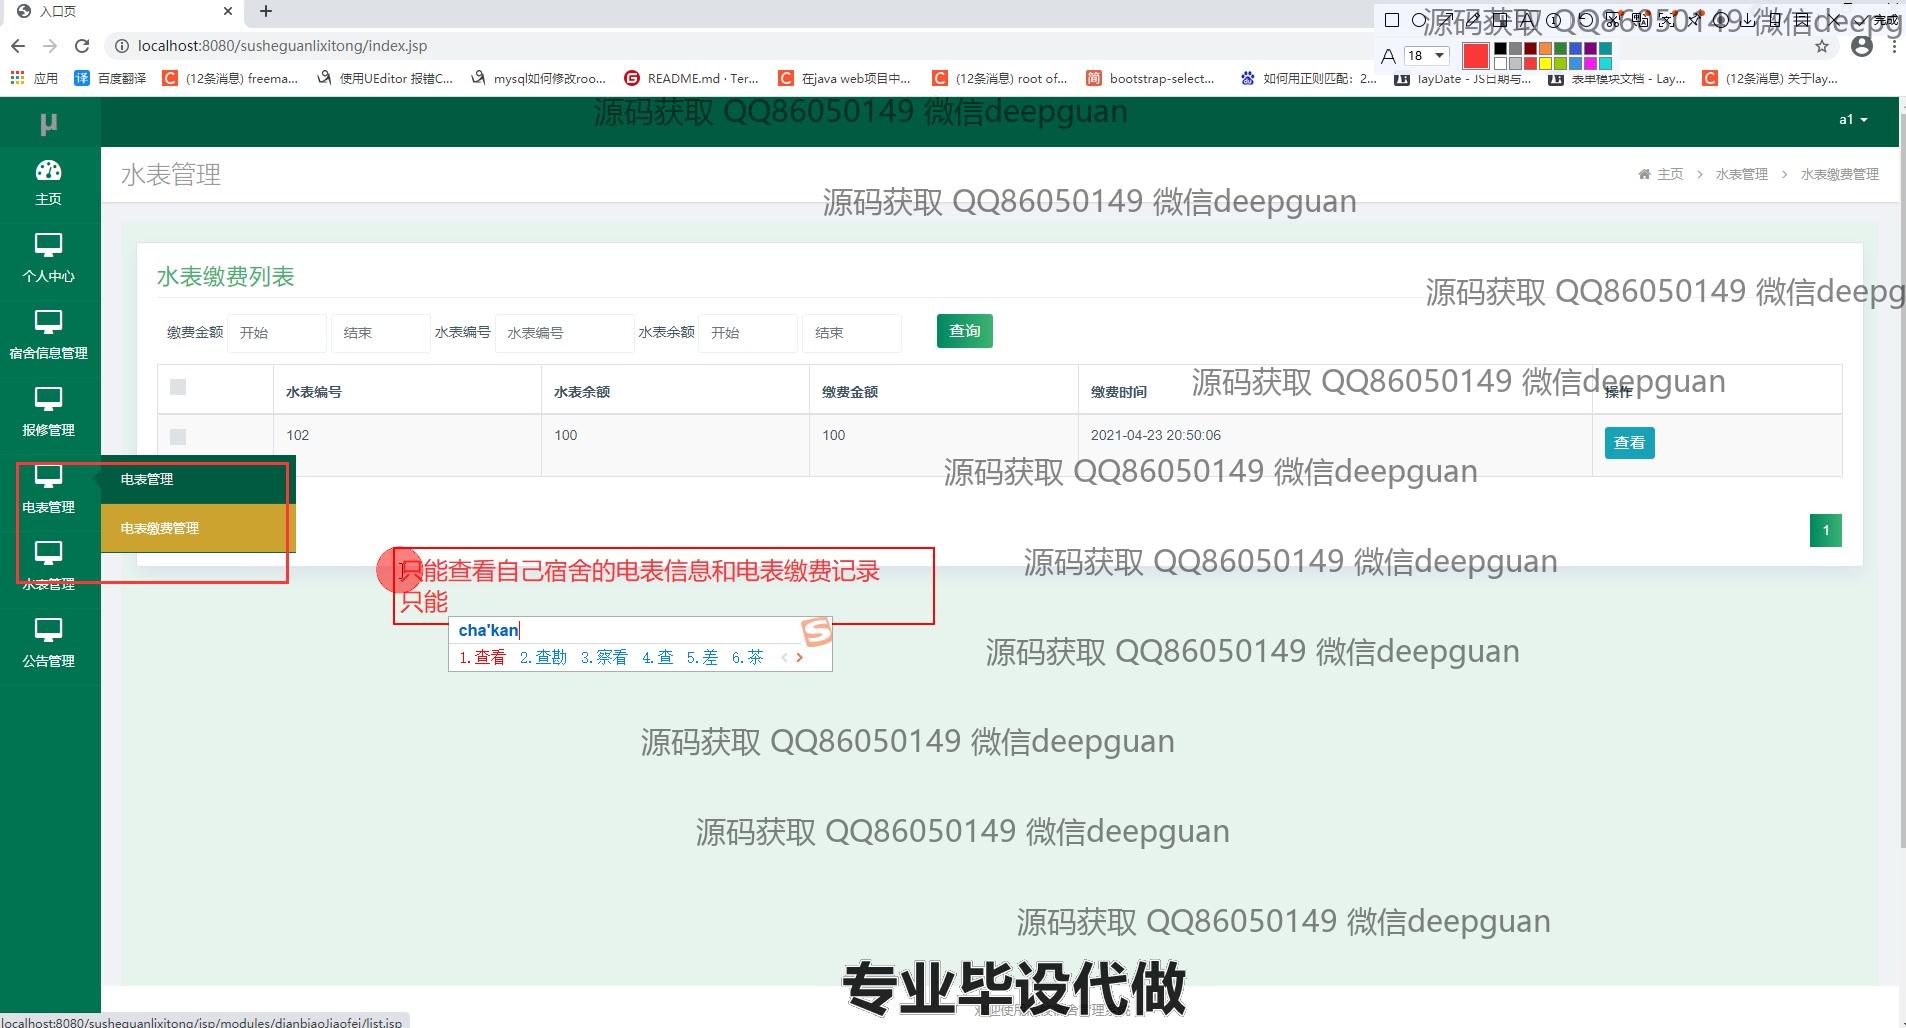 入口页
localhost:8080/susheguanlixitong/index.jsp
源码获取 QQ86050149 微信deepg
完成
18
应用
百度翻译
(12条消息) freema...
使用UEditor 报错C...
mysql如何修改roo...
README.md · Ter...
在java web项目中...
(12条消息) root of...
bootstrap-select...
如何用正则匹配：2...
layDate - JS日期与...
表单模块文档 - Lay...
(12条消息) 关于lay...
源码获取 QQ86050149 微信deepguan
μ
a1
主页
水表管理
主页 > 水表管理 > 水表缴费管理
源码获取 QQ86050149 微信deepguan
个人中心
水表缴费列表
源码获取 QQ86050149 微信deepg
缴费金额 开始 结束 水表编号 水表编号 水表余额 开始 结束 查询
宿舍信息管理
水表编号 水表余额 缴费金额 缴费时间 操作
源码获取 QQ86050149 微信deepguan
报修管理
102 100 100 2021-04-23 20:50:06 查看
源码获取 QQ86050149 微信deepguan
电表管理
电表管理
电表缴费管理
1
水表管理
只能查看自己宿舍的电表信息和电表缴费记录
只能
源码获取 QQ86050149 微信deepguan
cha'kan
1.查看 2.查勘 3.察看 4.查 5.差 6.茶
公告管理
源码获取 QQ86050149 微信deepguan
源码获取 QQ86050149 微信deepguan
源码获取 QQ86050149 微信deepguan
源码获取 QQ86050149 微信deepguan
专业毕设代做
localhost:8080/susheguanlixitong/jsp/modules/dianbiaoJiaofei/list.jsp